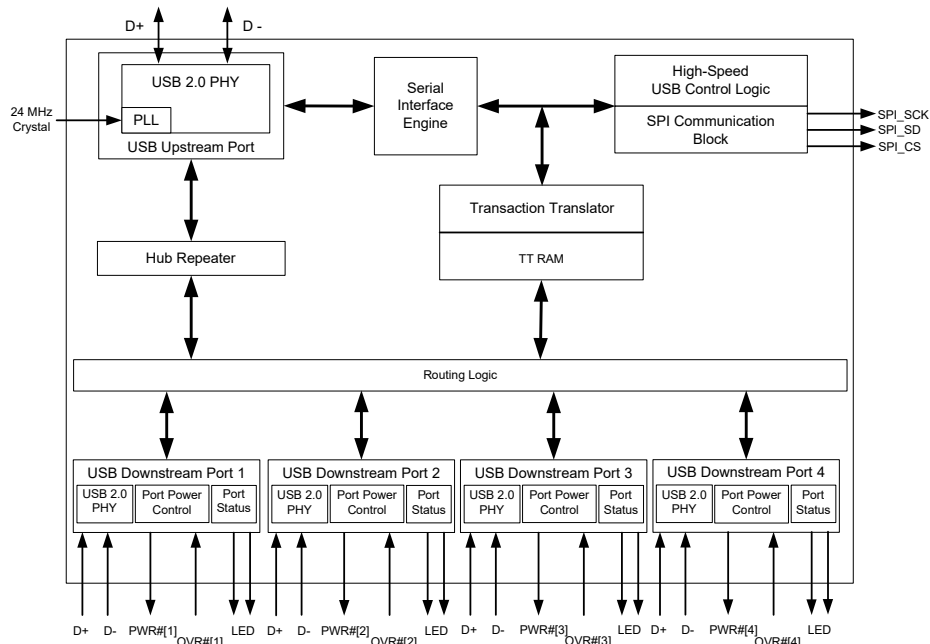 D+
D -
USB 2.0 PHY
PLL
USB Upstream Port
24 MHz
Crystal
Serial
Interface
Engine
High-Speed
USB Control Logic
SPI Communication
Block
SPI_SCK
SPI_SD
SPI_CS
Transaction Translator
TT RAM
Hub Repeater
Routing Logic
USB Downstream Port 1
USB 2.0
PHY
Port Power
Control
Port
Status
USB Downstream Port 2
USB 2.0
PHY
Port Power
Control
Port
Status
USB Downstream Port 3
USB 2.0
PHY
Port Power
Control
Port
Status
USB Downstream Port 4
USB 2.0
PHY
Port Power
Control
Port
Status
D+
D-
PWR#[1]
OVR#[1]
LED
D+
D-
PWR#[2]
OVR#[2]
LED
D+
D-
PWR#[3]
OVR#[3]
LED
D+
D-
PWR#[4]
OVR#[4]
LED